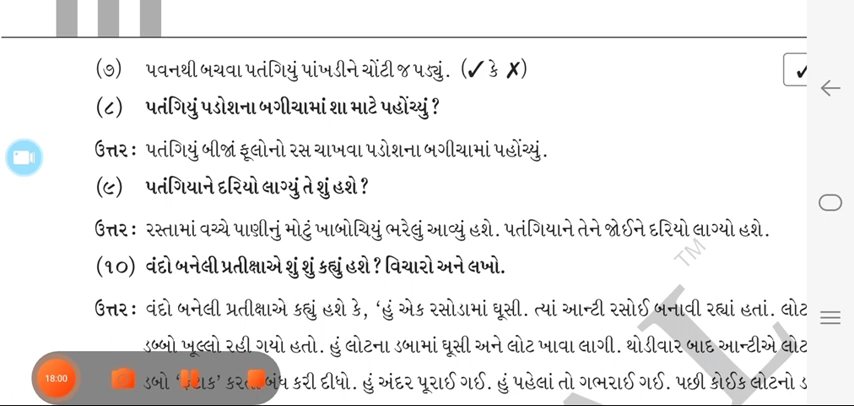 (૭) પવનથી બચવા પતંગિયું પાંખડીને ચોંટી જ પડ્યું. (✓ કે ✗) ✓
(૮) પતંગિયું પડોશના બગીચામાં શા માટે પહોંચ્યું ?
ઉત્તર : પતંગિયું બીજાં ફૂલોનો રસ ચાખવા પડોશના બગીચામાં પહોંચ્યું.
(૯) પતંગિયાને દરિયો લાગ્યું તે શું હશે ?
ઉત્તર : રસ્તામાં વચ્ચે પાણીનું મોટું ખાબોચિયું ભરેલું આવ્યું હશે. પતંગિયાને તેને જોઈને દરિયો લાગ્યો હશે.
TM
(૧૦) વંદો બનેલી પ્રતીક્ષાએ શું શું કહ્યું હશે ? વિચારો અને લખો.
ઉત્તર : વંદો બનેલી પ્રતીક્ષાએ કહ્યું હશે કે, ‘હું એક રસોડામાં ઘૂસી. ત્યાં આન્ટી રસોઈ બનાવી રહ્યાં હતાં. લોટ
ડબ્બો ખૂલ્લો રહી ગયો હતો. હું લોટના ડબામાં ઘૂસી અને લોટ ખાવા લાગી. થોડીવાર બાદ આન્ટીએ લોટ
18:00 ડબો કરતા બંધ કરી દીધો. હું અંદર પૂરાઈ ગઈ. હું પહેલાં તો ગભરાઈ ગઈ. પછી કોઈક લોટનો ડ